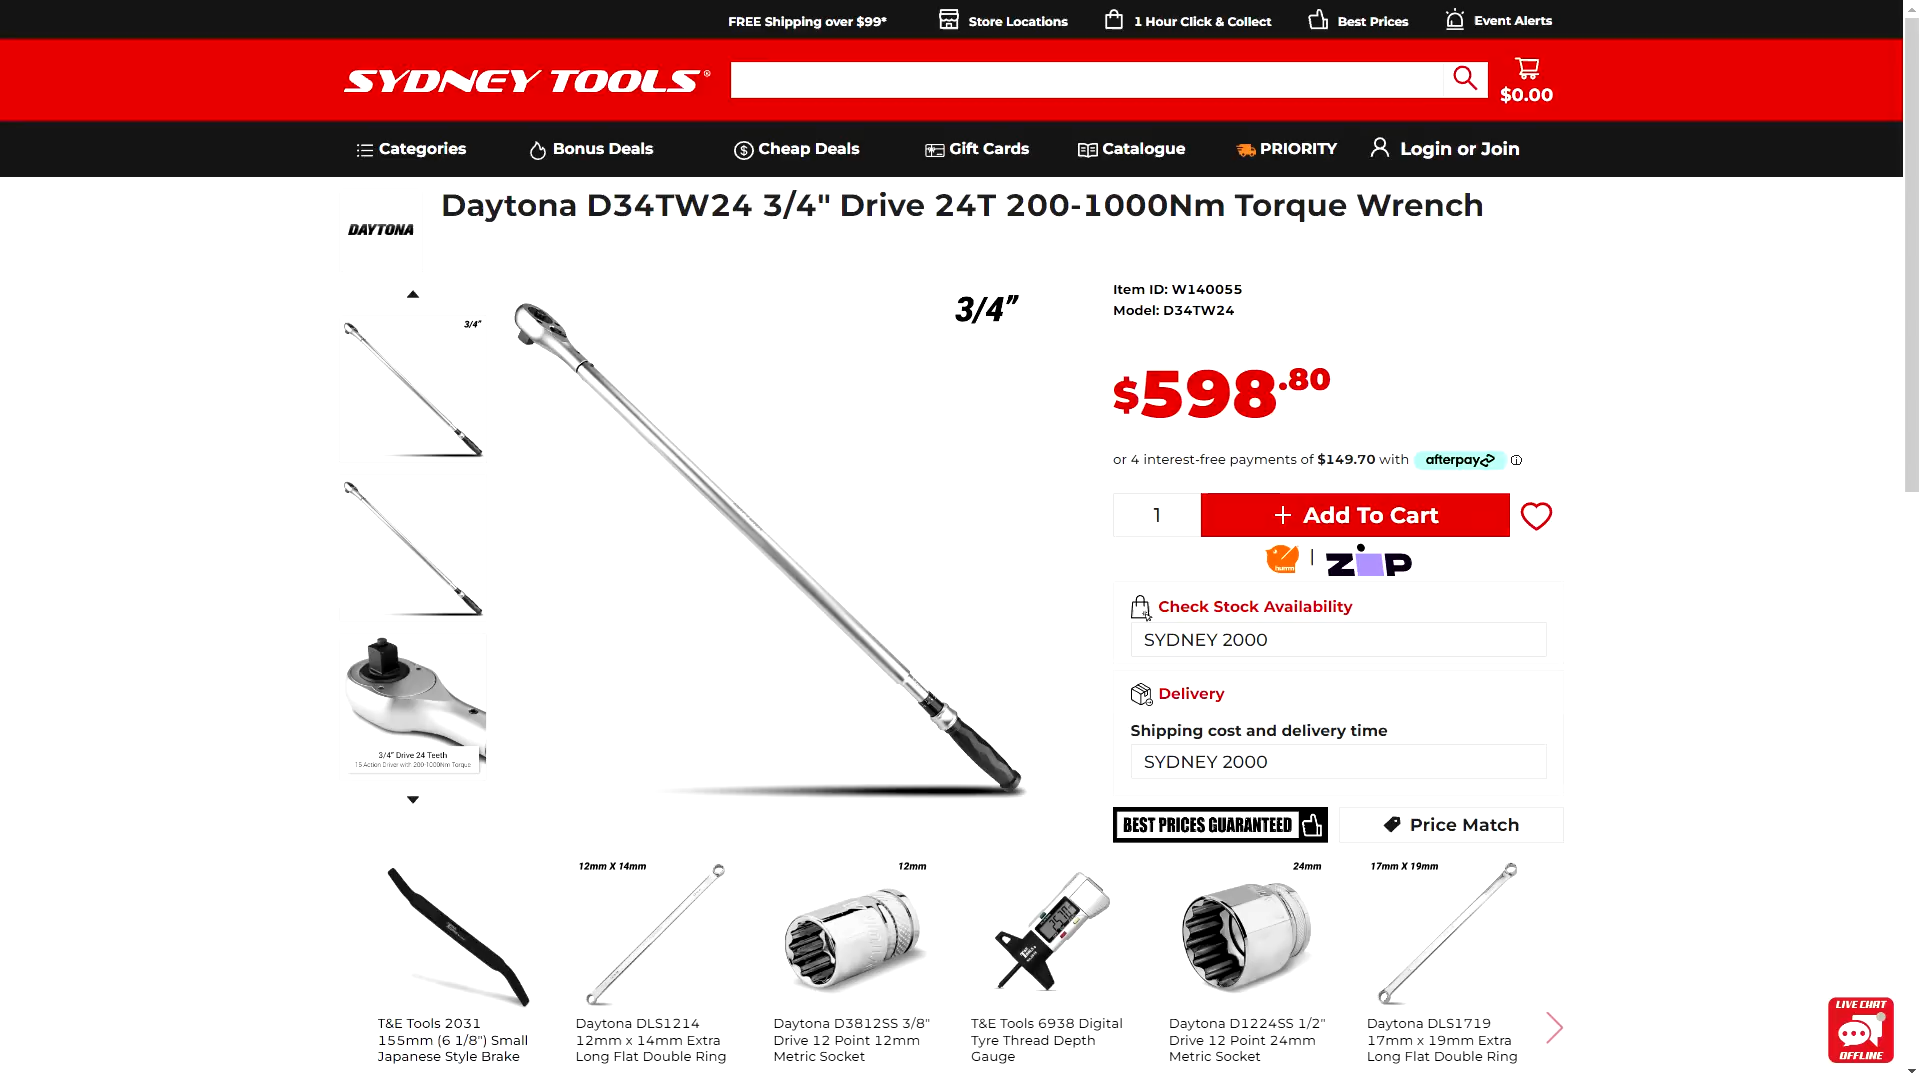 FREE Shipping over $99*
Store Locations
1 Hour Click & Collect
Best Prices
Event Alerts
SYDNEY TOOLS®
$0.00
Categories
Bonus Deals
Cheap Deals
Gift Cards
Catalogue
PRIORITY
Login or Join
DAYTONA
Daytona D34TW24 3/4" Drive 24T 200-1000Nm Torque Wrench
3/4"
3/4"
Item ID: W140055
Model: D34TW24
$598.80
or 4 interest-free payments of $149.70 with afterpay
1
+ Add To Cart
humm | ZIP
Check Stock Availability
SYDNEY 2000
Delivery
Shipping cost and delivery time
SYDNEY 2000
3/4" Drive 24 Teeth
15 Action Driver with 200-1000Nm Torque
BEST PRICES GUARANTEED
Price Match
12mm X 14mm
12mm
24mm
17mm X 19mm
T&E Tools 2031
155mm (6 1/8") Small
Japanese Style Brake
Daytona DLS1214
12mm x 14mm Extra
Long Flat Double Ring
Daytona D3812SS 3/8"
Drive 12 Point 12mm
Metric Socket
T&E Tools 6938 Digital
Tyre Thread Depth
Gauge
Daytona D1224SS 1/2"
Drive 12 Point 24mm
Metric Socket
Daytona DLS1719
17mm x 19mm Extra
Long Flat Double Ring
LIVE CHAT
OFFLINE